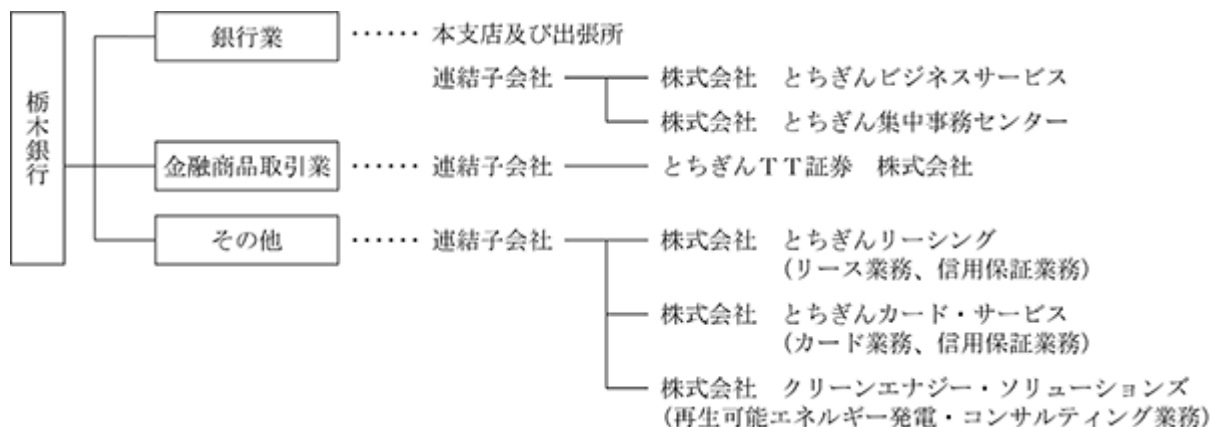 栃木銀行
銀行業 ‥‥‥ 本支店及び出張所
連結子会社 株式会社 とちぎんビジネスサービス
株式会社 とちぎん集中事務センター
金融商品取引業 ‥‥‥ 連結子会社 とちぎんTT証券 株式会社
その他 ‥‥‥ 連結子会社 株式会社 とちぎんリーシング
(リース業務、信用保証業務)
株式会社 とちぎんカード・サービス
(カード業務、信用保証業務)
株式会社 クリーンエナジー・ソリューションズ
(再生可能エネルギー発電・コンサルティング業務)